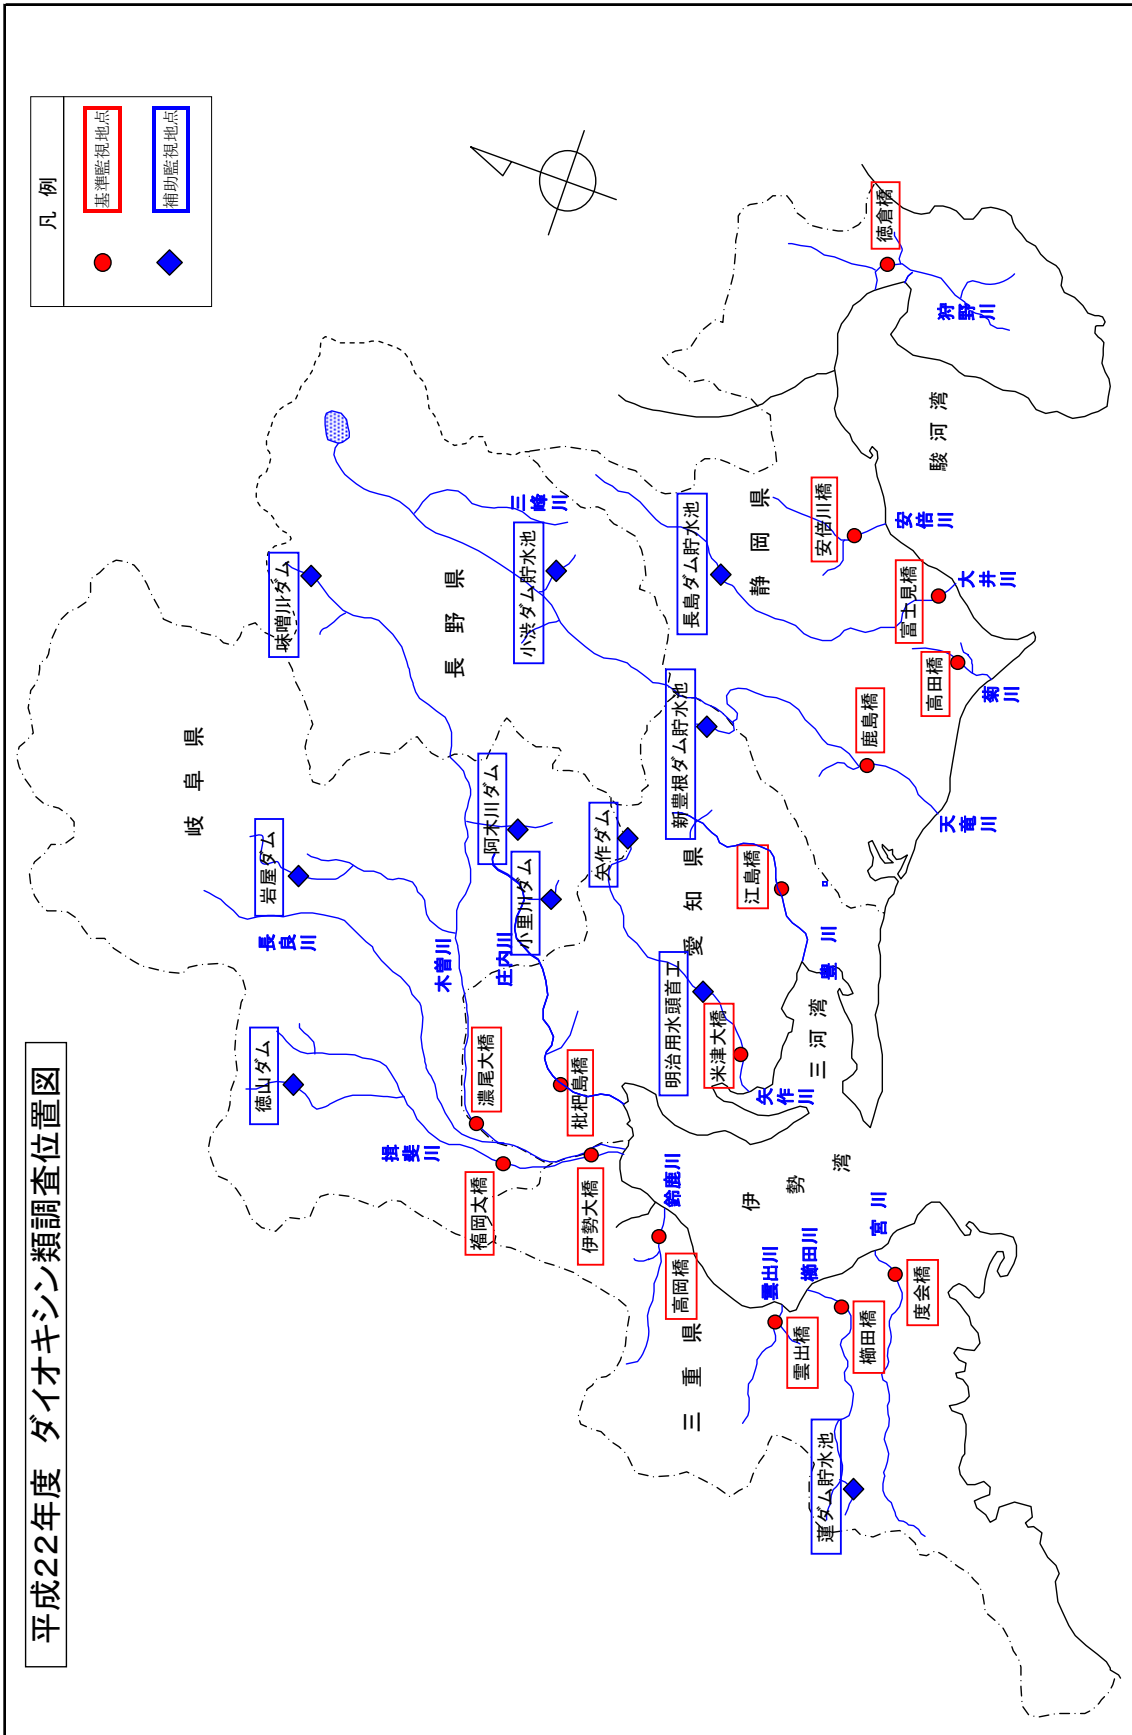 平成22年度 ダイオキシン類調査位置図
凡 例
基準監視地点
補助監視地点
岐阜県
長野県
静岡県
愛知県
三重県
駿河湾
三河湾
伊勢湾
徳山ダム
岩屋ダム
味噌川ダム
阿木川ダム
小里川ダム
矢作ダム
明治用水頭首工
新豊根ダム貯水池
小渋ダム貯水池
長島ダム貯水池
蓮ダム貯水池
徳倉橋
安倍川橋
富士見橋
高田橋
鹿島橋
江島橋
米津大橋
枇杷島橋
濃尾大橋
福岡大橋
伊勢大橋
高岡橋
雲出橋
櫛田橋
度会橋
狩野川
安倍川
大井川
菊川
天竜川
三峰川
豊川
矢作川
庄内川
木曽川
長良川
揖斐川
鈴鹿川
雲出川
櫛田川
宮川